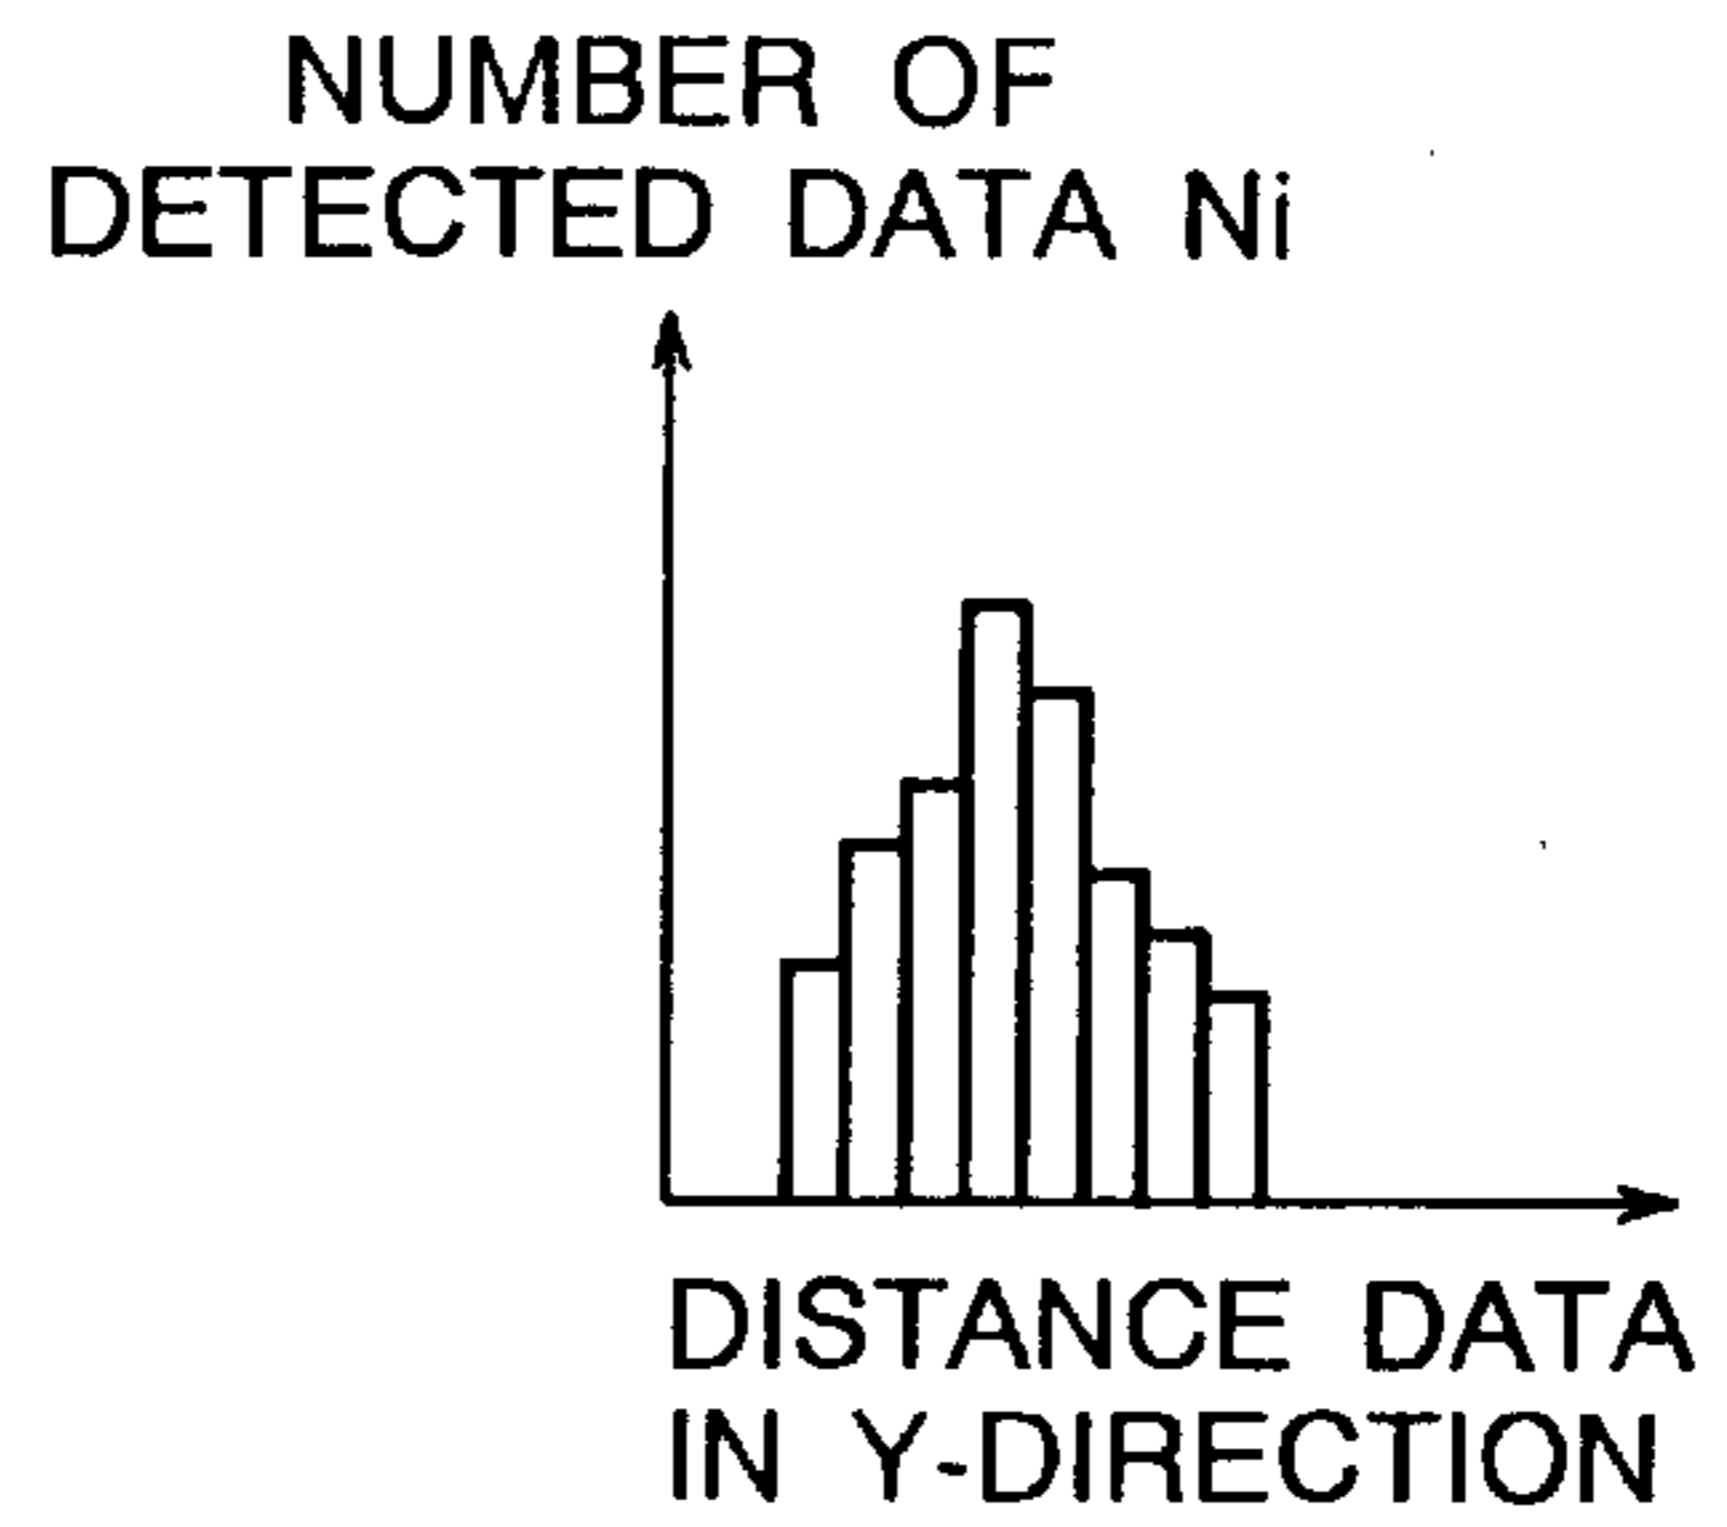 NUMBER OF
DETECTED DATA Ni
DISTANCE DATA
IN Y-DIRECTION